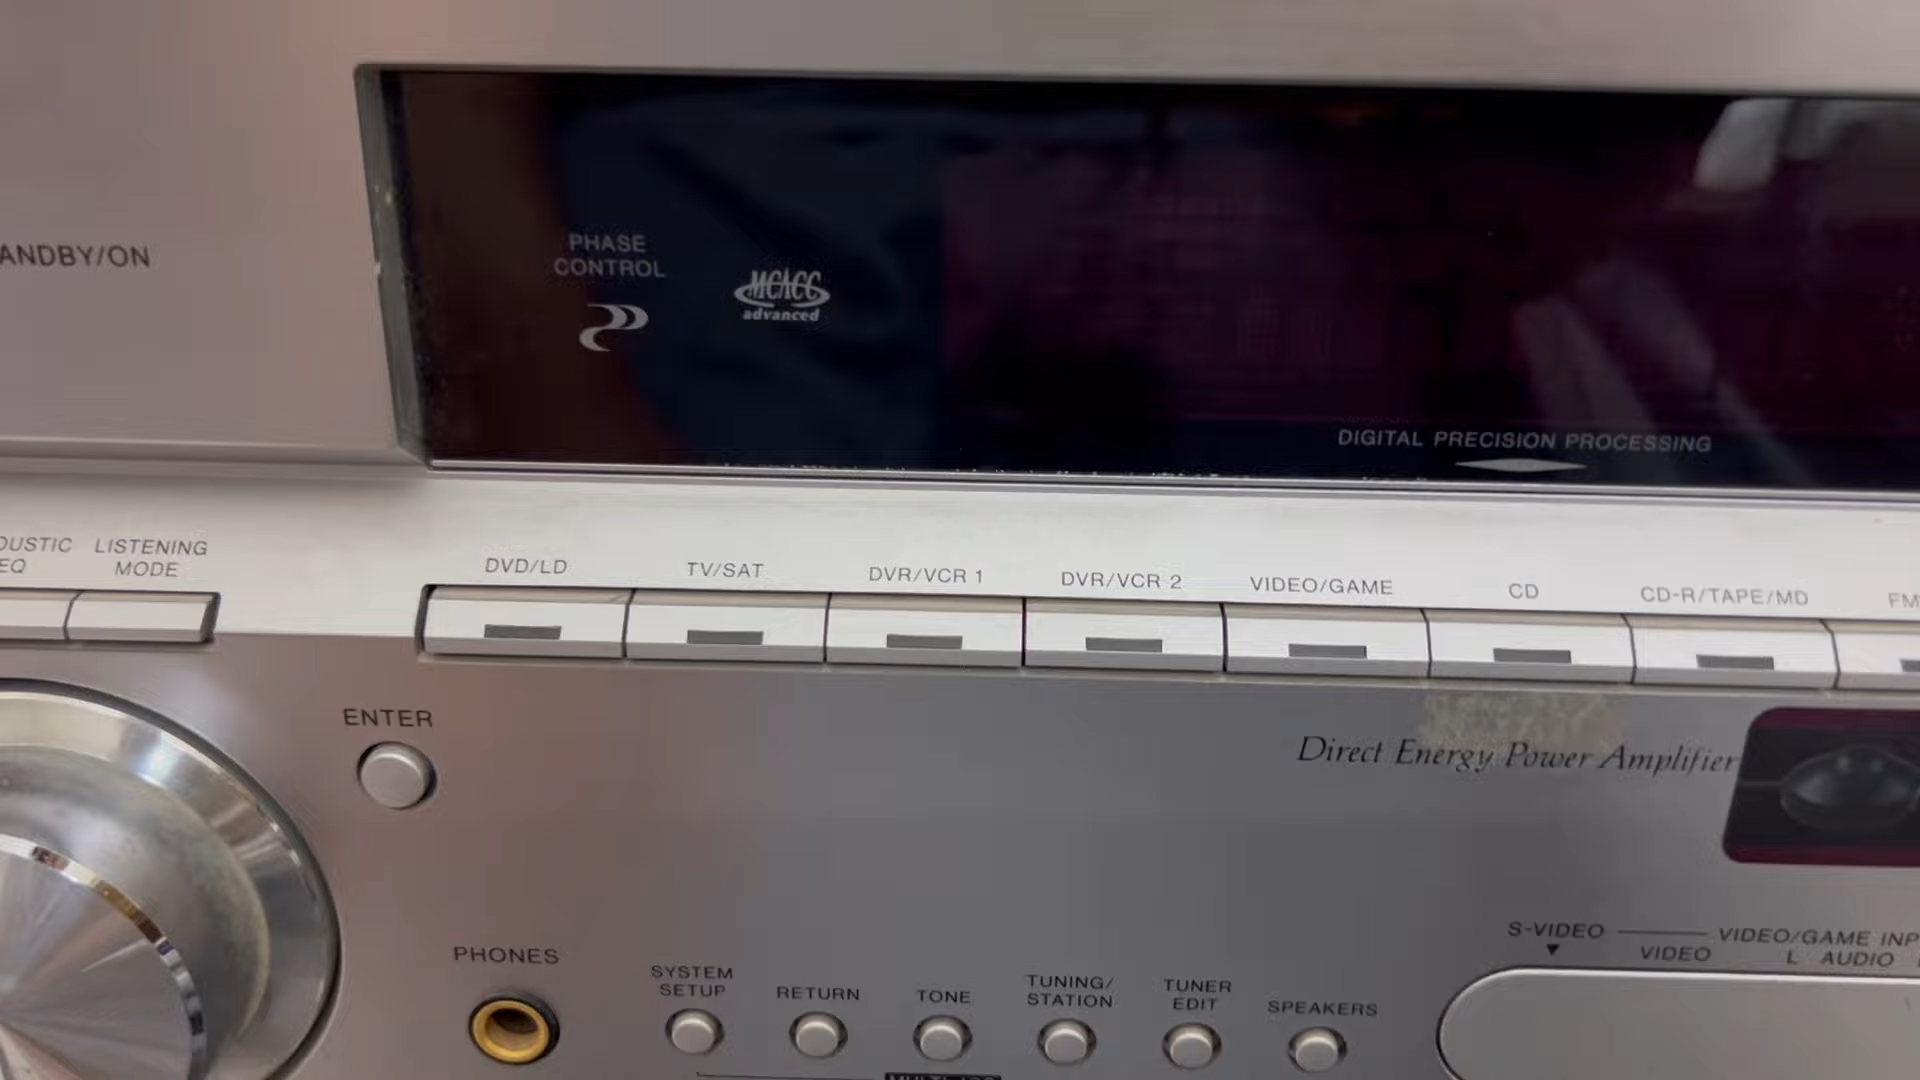 PHASE
CONTROL
MCACC
advanced
ANDBY/ON
DIGITAL PRECISION PROCESSING
LISTENING
MODE
EQ
DVD/LD
TV/SAT
DVR/VCR 1
DVR/VCR 2
VIDEO/GAME
CD
CD-R/TAPE/MD
FM
ENTER
Direct Energy Power Amplifier
PHONES
SYSTEM
SETUP
RETURN
TONE
TUNING/
STATION
TUNER
EDIT
SPEAKERS
S-VIDEO
VIDEO/GAME INP
VIDEO
L AUDIO